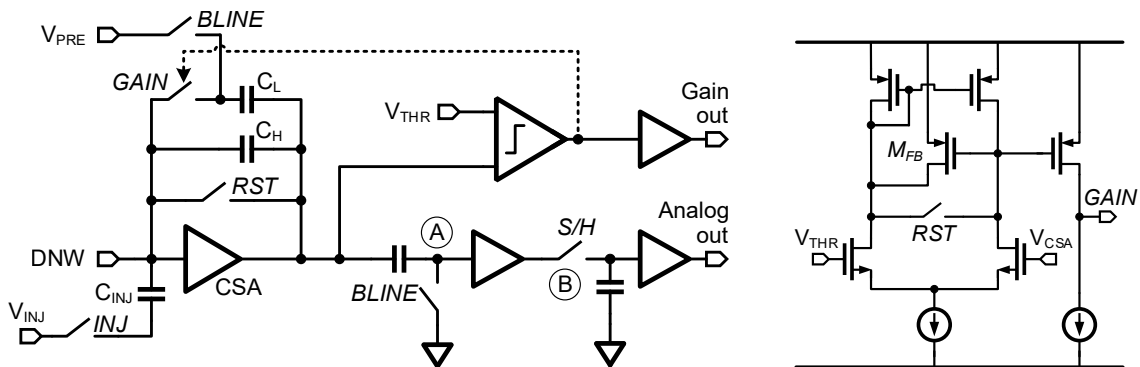 V_PRE
BLINE
GAIN
C_L
C_H
RST
DNW
CSA
C_INJ
V_INJ
INJ
V_THR
Gain
out
A
BLINE
S/H
B
Analog
out
M_FB
GAIN
RST
V_THR
V_CSA